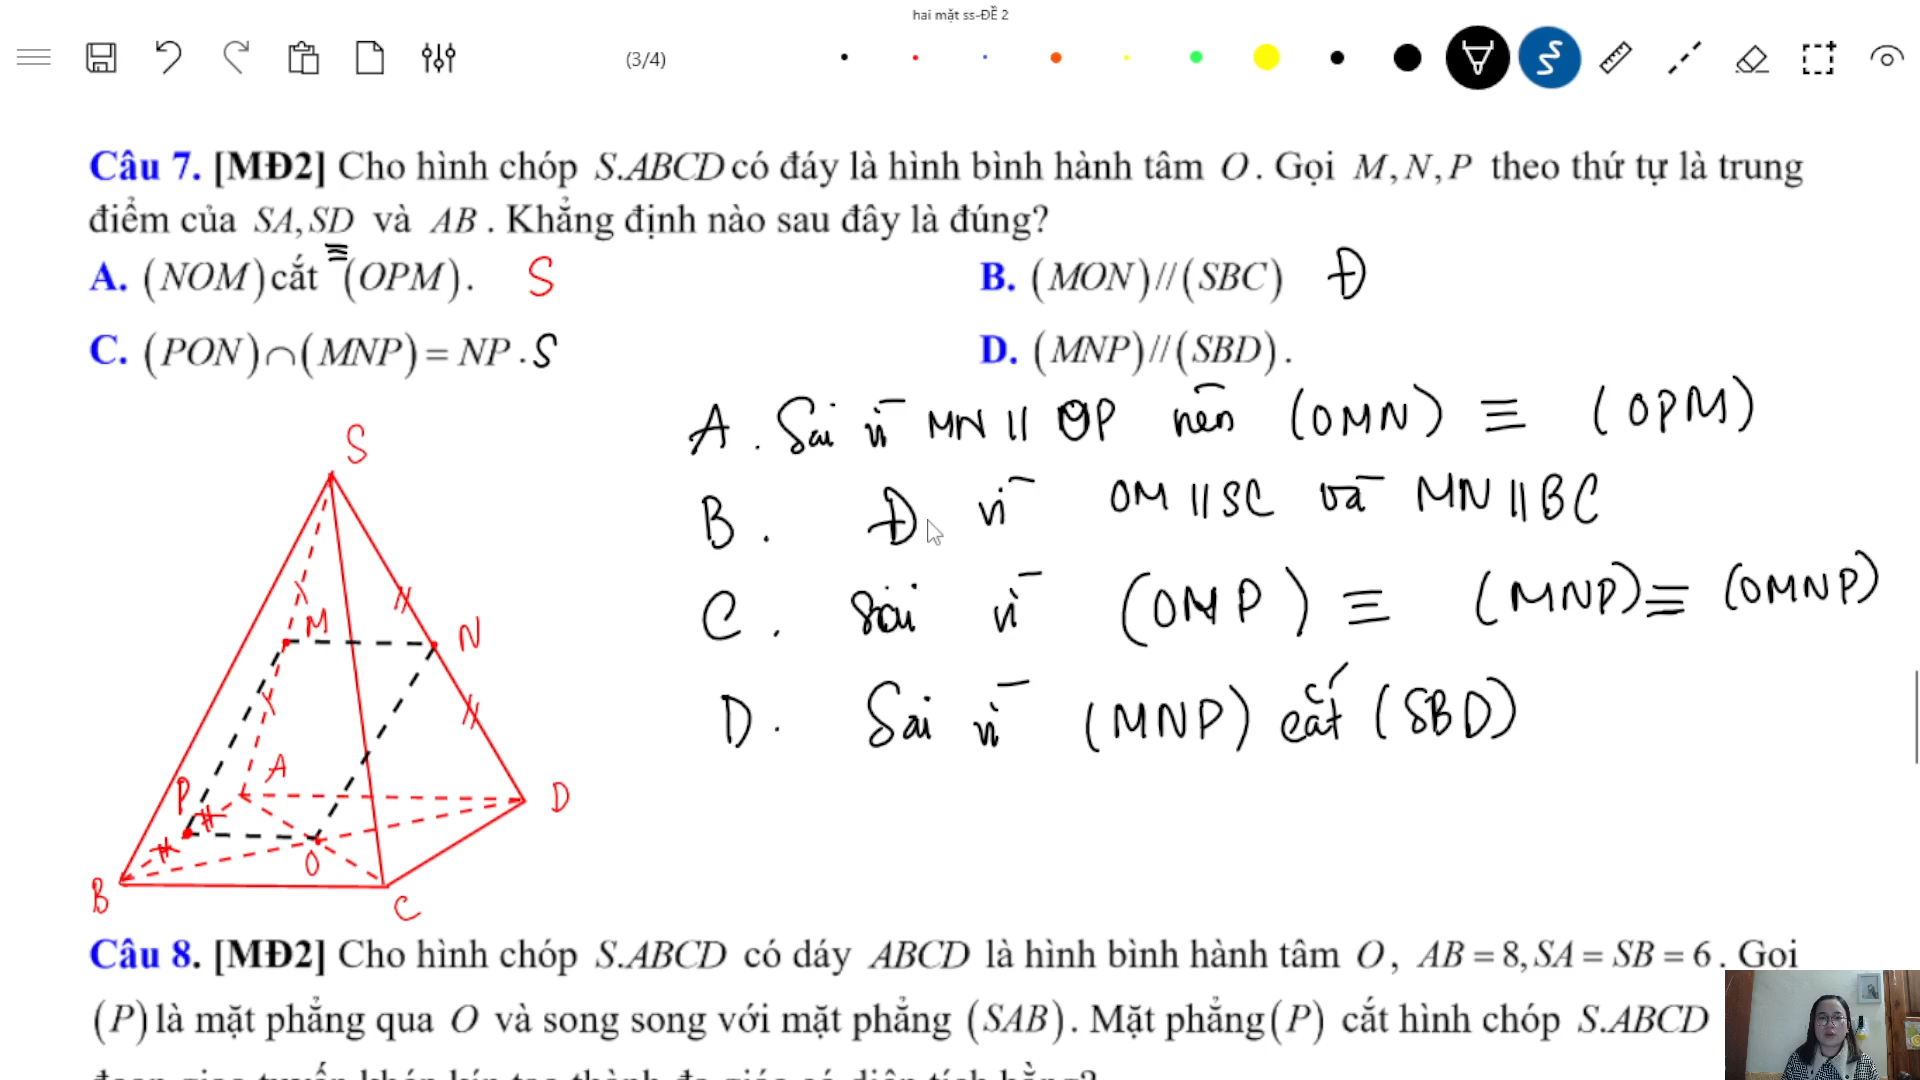 hai mặt ss-ĐỀ 2
(3/4)
Câu 7. [MĐ2] Cho hình chóp S.ABCD có đáy là hình bình hành tâm O. Gọi M, N, P theo thứ tự là trung
điểm của SA, SD và AB. Khẳng định nào sau đây là đúng?
A. (NOM) cắt ≡ (OPM). S
B. (MON)//(SBC) Đ
C. (PON)∩(MNP)=NP. S
D. (MNP)//(SBD).
A. Sai vì MN // OP nên (OMN) ≡ (OPM)
B. Đ vì OM // SC và MN // BC
C. Sai vì (OMP) ≡ (MNP) ≡ (OMNP)
D. Sai vì (MNP) cắt (SBD)
S
M
N
P
A
D
O
B
C
Câu 8. [MĐ2] Cho hình chóp S.ABCD có dáy ABCD là hình bình hành tâm O, AB = 8, SA = SB = 6. Goi
(P) là mặt phẳng qua O và song song với mặt phẳng (SAB). Mặt phẳng (P) cắt hình chóp S.ABCD